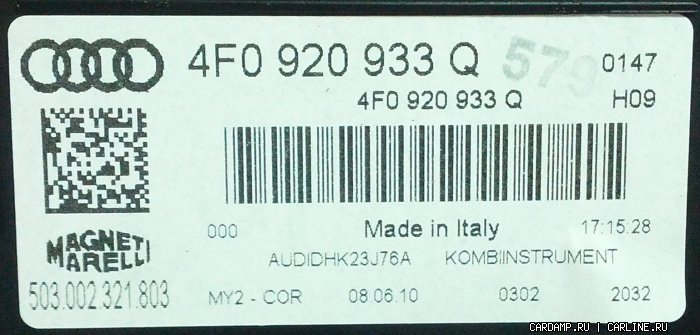 4F0 920 933 Q 579 0147
4F0 920 933 Q H09
000 Made in Italy 17:15:28
MAGNETI MARELLI
AUDIDHK23J76A KOMBIINSTRUMENT
503.002.321.803 MY2 - COR 08.06.10 0302 2032
CARDAMP.RU | CARLINE.RU